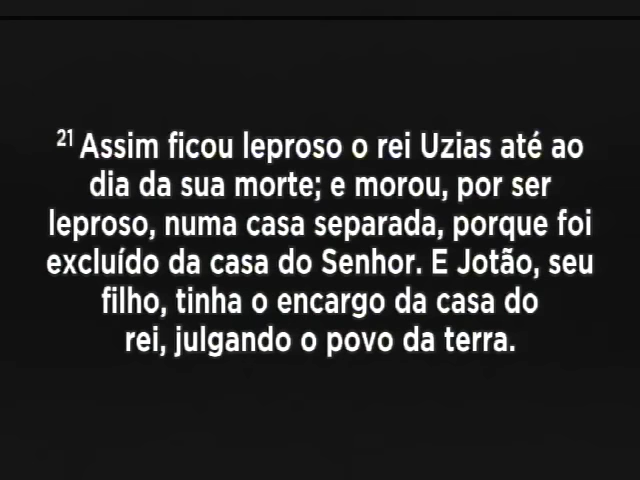 21 Assim ficou leproso o rei Uzias até ao
dia da sua morte; e morou, por ser
leproso, numa casa separada, porque foi
excluído da casa do Senhor. E Jotão, seu
filho, tinha o encargo da casa do
rei, julgando o povo da terra.